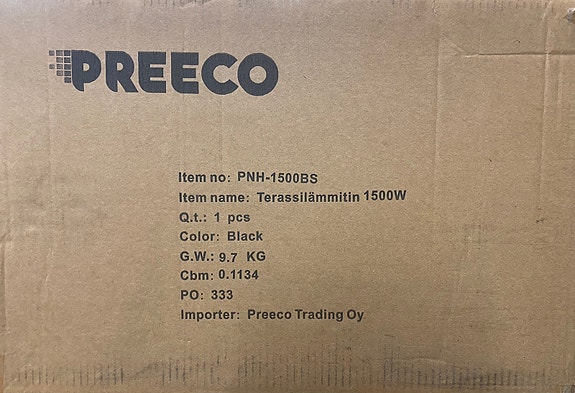 PREECO
Item no: PNH-1500BS
Item name: Terassilämmitin 1500W
Q.t.: 1 pcs
Color: Black
G.W.: 9.7 KG
Cbm: 0.1134
PO: 333
Importer: Preeco Trading Oy